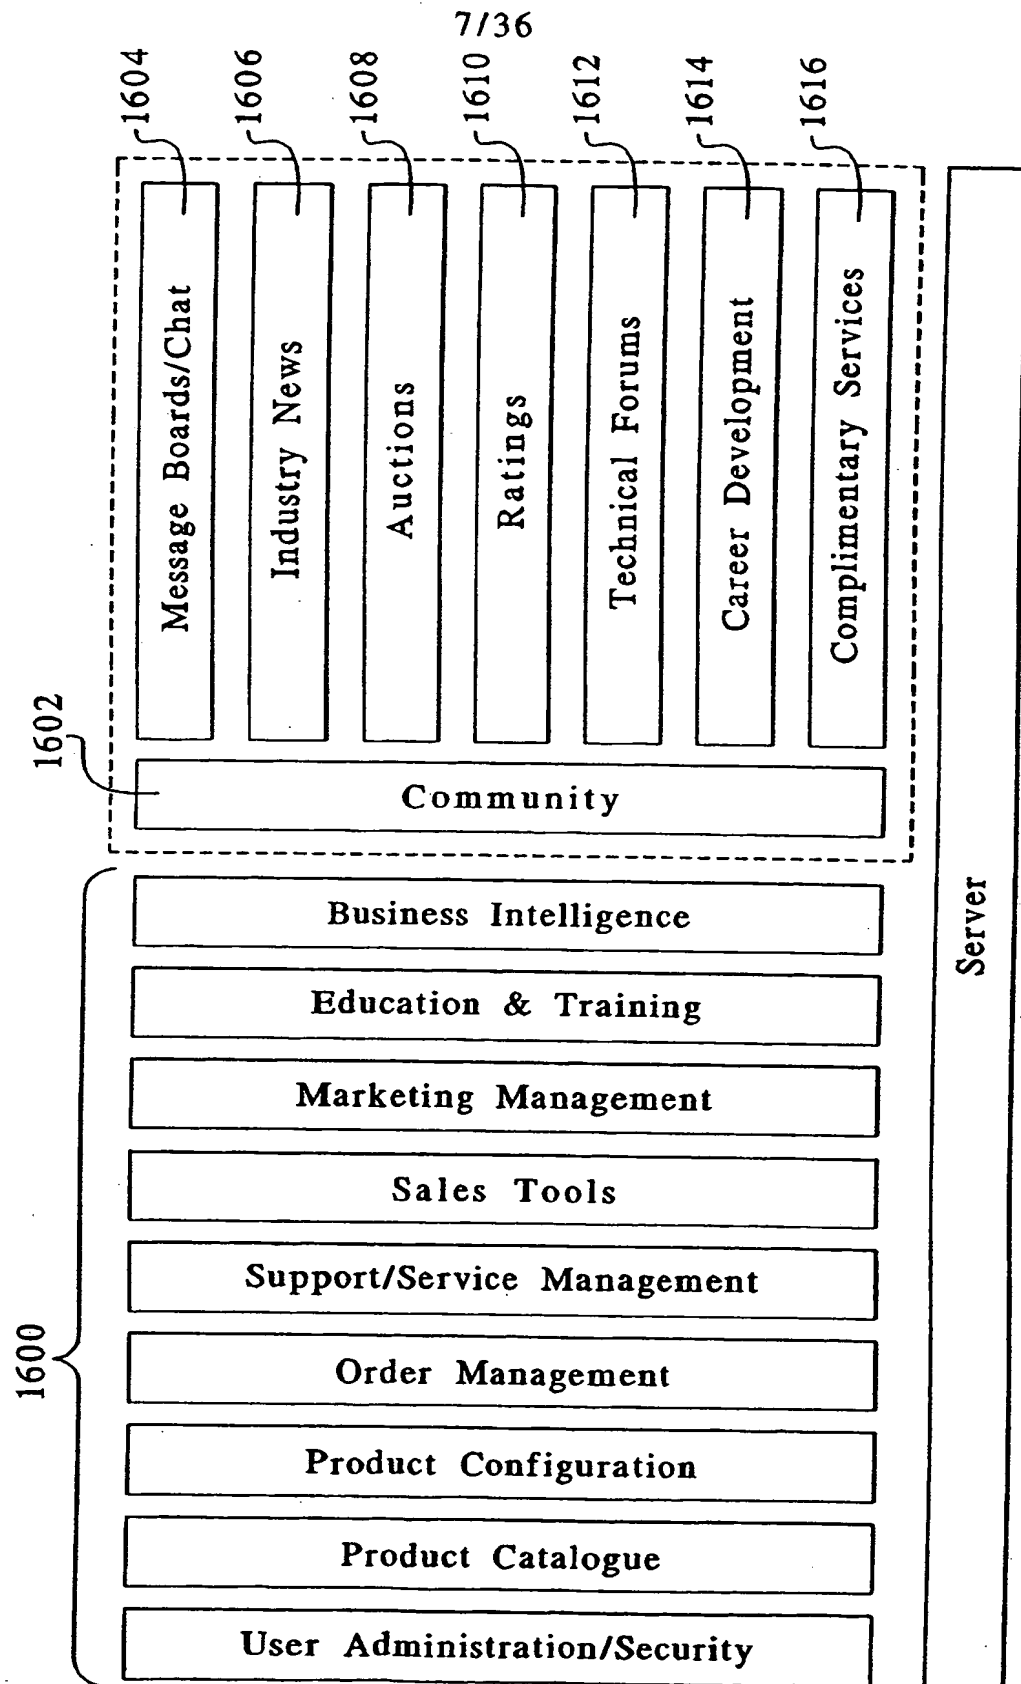 7/36
1604
1606
1608
1610
1612
1614
1616
Message Boards/Chat
Industry News
Auctions
Ratings
Technical Forums
Career Development
Complimentary Services
1602
Community
1600
Business Intelligence
Education & Training
Marketing Management
Sales Tools
Support/Service Management
Order Management
Product Configuration
Product Catalogue
User Administration/Security
Server